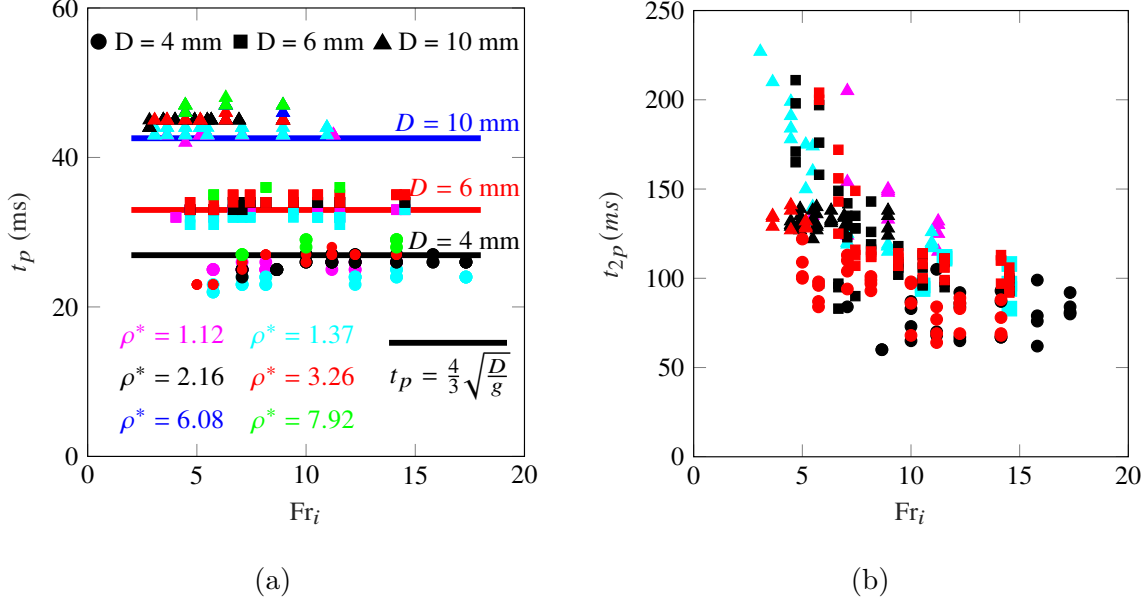 60
40
20
0
0
5
10
15
20
t_p (ms)
Fr_i
D = 4 mm
D = 6 mm
D = 10 mm
D = 10 mm
D = 6 mm
D = 4 mm
ρ* = 1.12
ρ* = 1.37
ρ* = 2.16
ρ* = 3.26
ρ* = 6.08
ρ* = 7.92
t_p = 4/3 √(D/g)
(a)
250
200
150
100
50
0
0
5
10
15
20
t_{2p} (ms)
Fr_i
(b)